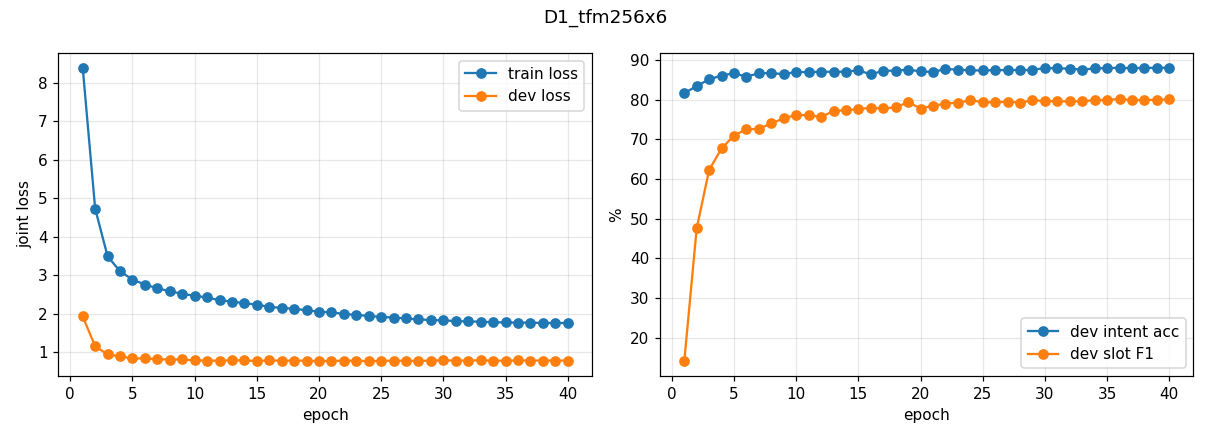 D1_tfm256x6
joint loss
8
7
6
5
4
3
2
1
train loss
dev loss
0 5 10 15 20 25 30 35 40
epoch
%
90
80
70
60
50
40
30
20
dev intent acc
dev slot F1
0 5 10 15 20 25 30 35 40
epoch